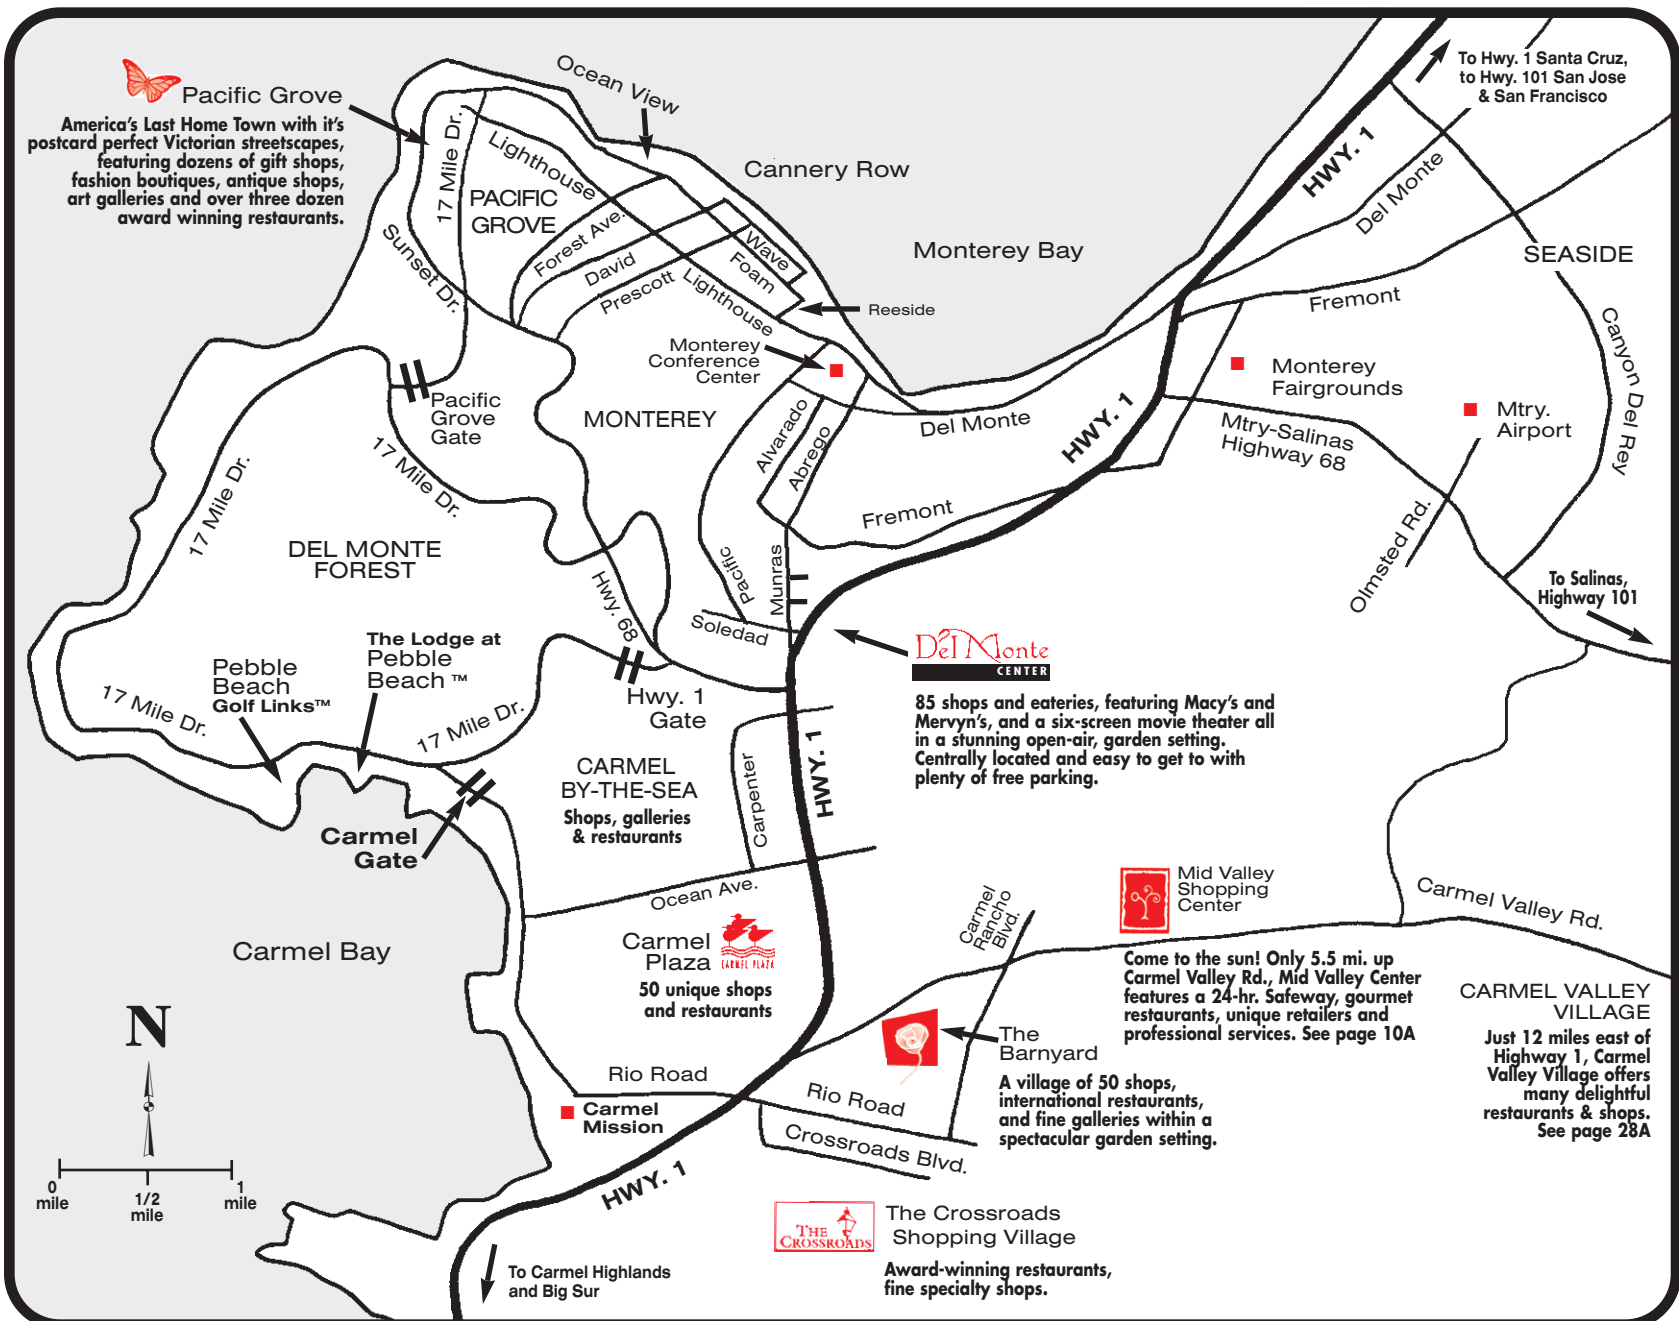 Pacific Grove
America's Last Home Town with it's
postcard perfect Victorian streetscapes,
featuring dozens of gift shops,
fashion boutiques, antique shops,
art galleries and over three dozen
award winning restaurants.
Ocean View
Cannery Row
Monterey Bay
To Hwy. 1 Santa Cruz,
to Hwy. 101 San Jose
& San Francisco
HWY. 1
Del Monte
SEASIDE
Fremont
Canyon Del Rey
17 Mile Dr.
Lighthouse
PACIFIC
GROVE
Sunset Dr.
Forest Ave.
David
Prescott
Wave
Foam
Lighthouse
Reeside
Monterey
Conference
Center
Monterey
Fairgrounds
Mtry.
Airport
Mtry-Salinas
Highway 68
Olmsted Rd.
To Salinas,
Highway 101
Pacific
Grove
Gate
17 Mile Dr.
MONTEREY
Alvarado
Abrego
Del Monte
HWY. 1
Fremont
17 Mile Dr.
DEL MONTE
FOREST
Hwy. 68
Pacific
Munras
Soledad
Del Monte
CENTER
85 shops and eateries, featuring Macy's and
Mervyn's, and a six-screen movie theater all
in a stunning open-air, garden setting.
Centrally located and easy to get to with
plenty of free parking.
The Lodge at
Pebble
Beach ™
Pebble
Beach
Golf Links™
17 Mile Dr.
17 Mile Dr.
Hwy. 1
Gate
Carmel
Gate
CARMEL
BY-THE-SEA
Shops, galleries
& restaurants
Carpenter
HWY. 1
Ocean Ave.
Carmel
Plaza
CARMEL PLAZA
50 unique shops
and restaurants
Carmel Bay
Carmel
Rancho
Blvd.
Mid Valley
Shopping
Center
Come to the sun! Only 5.5 mi. up
Carmel Valley Rd., Mid Valley Center
features a 24-hr. Safeway, gourmet
restaurants, unique retailers and
professional services. See page 10A
Carmel Valley Rd.
CARMEL VALLEY
VILLAGE
Just 12 miles east of
Highway 1, Carmel
Valley Village offers
many delightful
restaurants & shops.
See page 28A
The
Barnyard
A village of 50 shops,
international restaurants,
and fine galleries within a
spectacular garden setting.
Rio Road
Rio Road
Crossroads Blvd.
Carmel
Mission
HWY. 1
THE
CROSSROADS
The Crossroads
Shopping Village
Award-winning restaurants,
fine specialty shops.
To Carmel Highlands
and Big Sur
N
0
mile
1/2
mile
1
mile